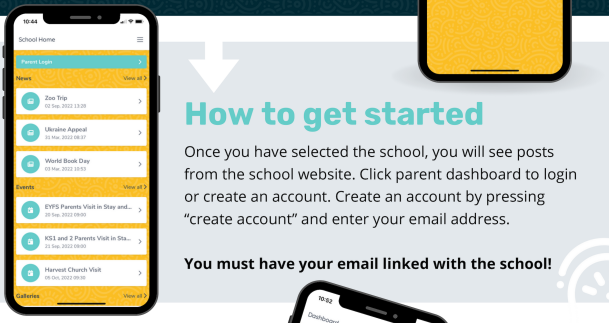 10:44
School Home
Parent Login
News View all
Zoo Trip
02 Sep, 2022 13:28
Ukraine Appeal
31 Mar, 2022 08:37
World Book Day
03 Mar, 2022 10:53
Events View all
EYFS Parents Visit in Stay and...
20 Sep, 2022 09:00
KS1 and 2 Parents Visit in Sta...
21 Sep, 2022 09:00
Harvest Church Visit
05 Oct, 2022 09:30
Galleries View all
How to get started
Once you have selected the school, you will see posts
from the school website. Click parent dashboard to login
or create an account. Create an account by pressing
“create account” and enter your email address.
You must have your email linked with the school!
10:52
Dashboard